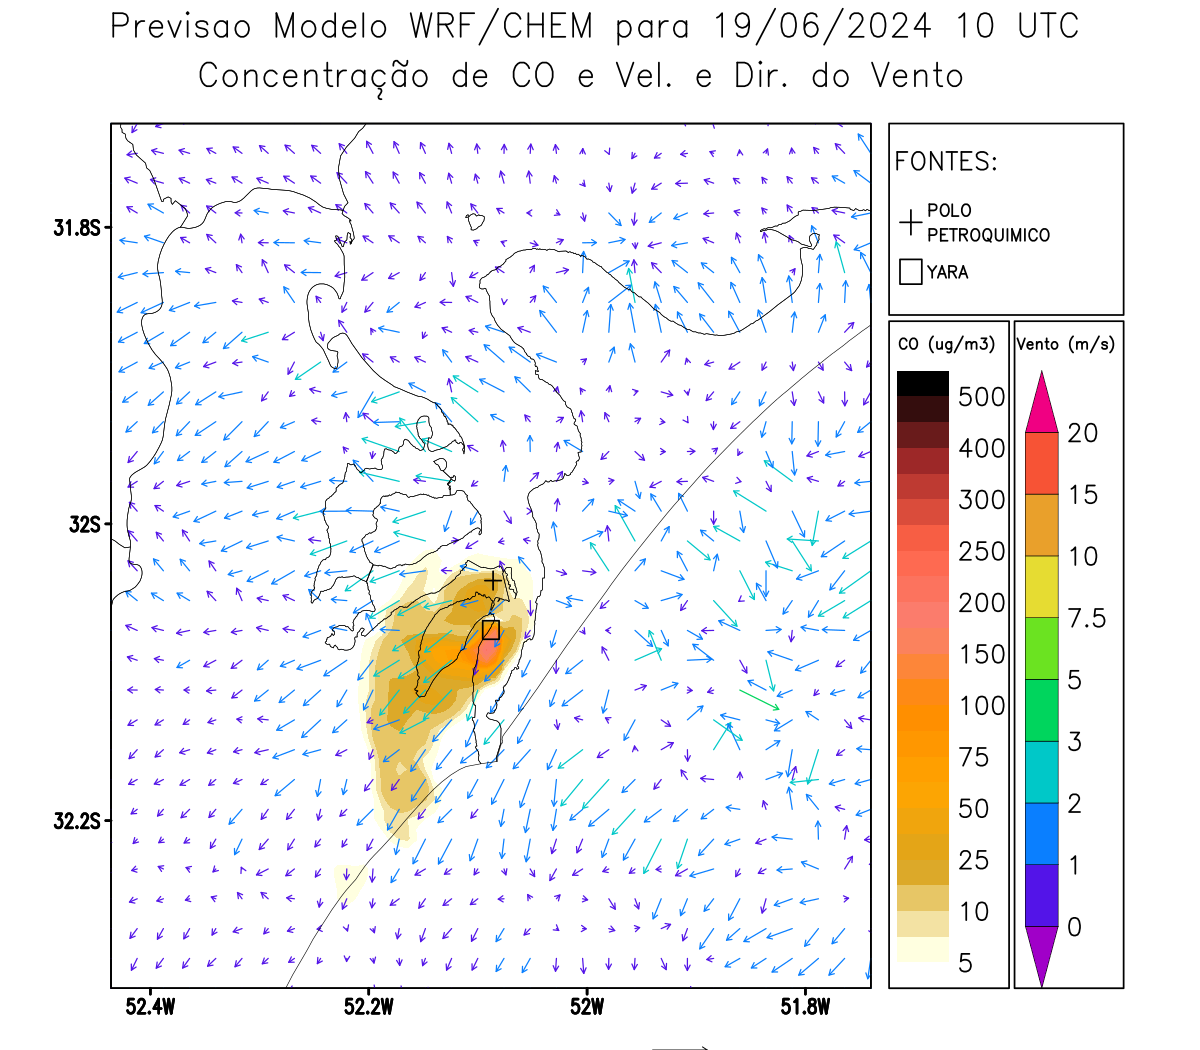 Previsao Modelo WRF/CHEM para 19/06/2024 10 UTC
Concentração de CO e Vel. e Dir. do Vento
FONTES:
POLO
PETROQUIMICO
YARA
CO (ug/m3)
500
400
300
250
200
150
100
75
50
25
10
5
Vento (m/s)
20
15
10
7.5
5
3
2
1
0
31.8S
32S
32.2S
52.4W
52.2W
52W
51.8W